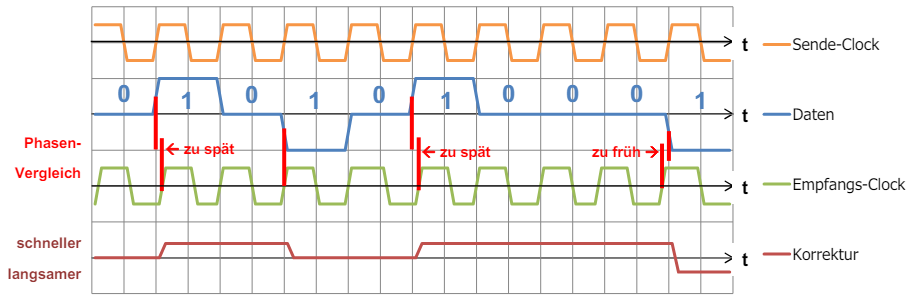 t Sende-Clock
0 1 0 1 0 1 0 0 0 1
t Daten
Phasen-
Vergleich
← zu spät ← zu spät zu früh →
t Empfangs-Clock
schneller
langsamer
t Korrektur